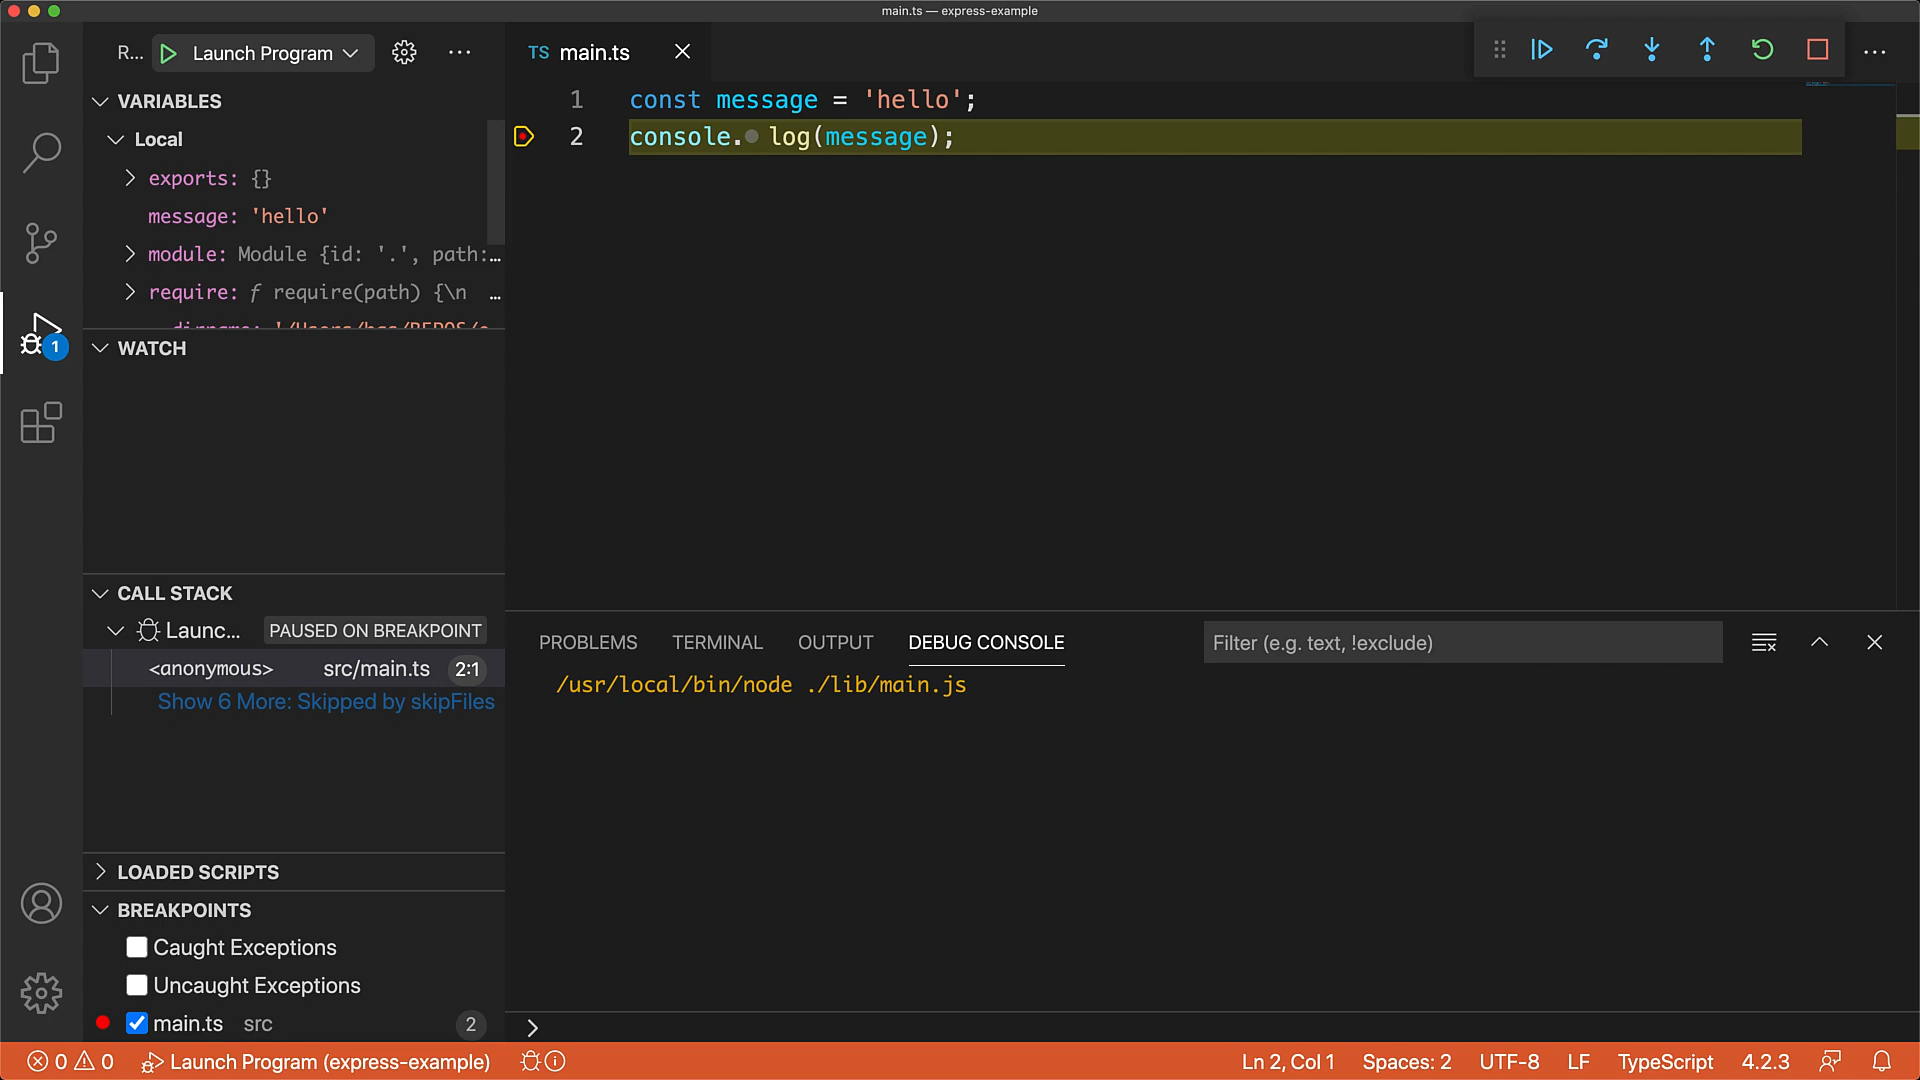 main.ts — express-example
R... Launch Program
VARIABLES
Local
exports: {}
message: 'hello'
module: Module {id: '.', path:...
require: ƒ require(path) {\n ...
WATCH
CALL STACK
Launc... PAUSED ON BREAKPOINT
<anonymous> src/main.ts 2:1
Show 6 More: Skipped by skipFiles
LOADED SCRIPTS
BREAKPOINTS
Caught Exceptions
Uncaught Exceptions
main.ts src 2
1
TS main.ts
1 const message = 'hello';
2 console. log(message);
PROBLEMS TERMINAL OUTPUT DEBUG CONSOLE Filter (e.g. text, !exclude)
/usr/local/bin/node ./lib/main.js
0 0 Launch Program (express-example) Ln 2, Col 1 Spaces: 2 UTF-8 LF TypeScript 4.2.3